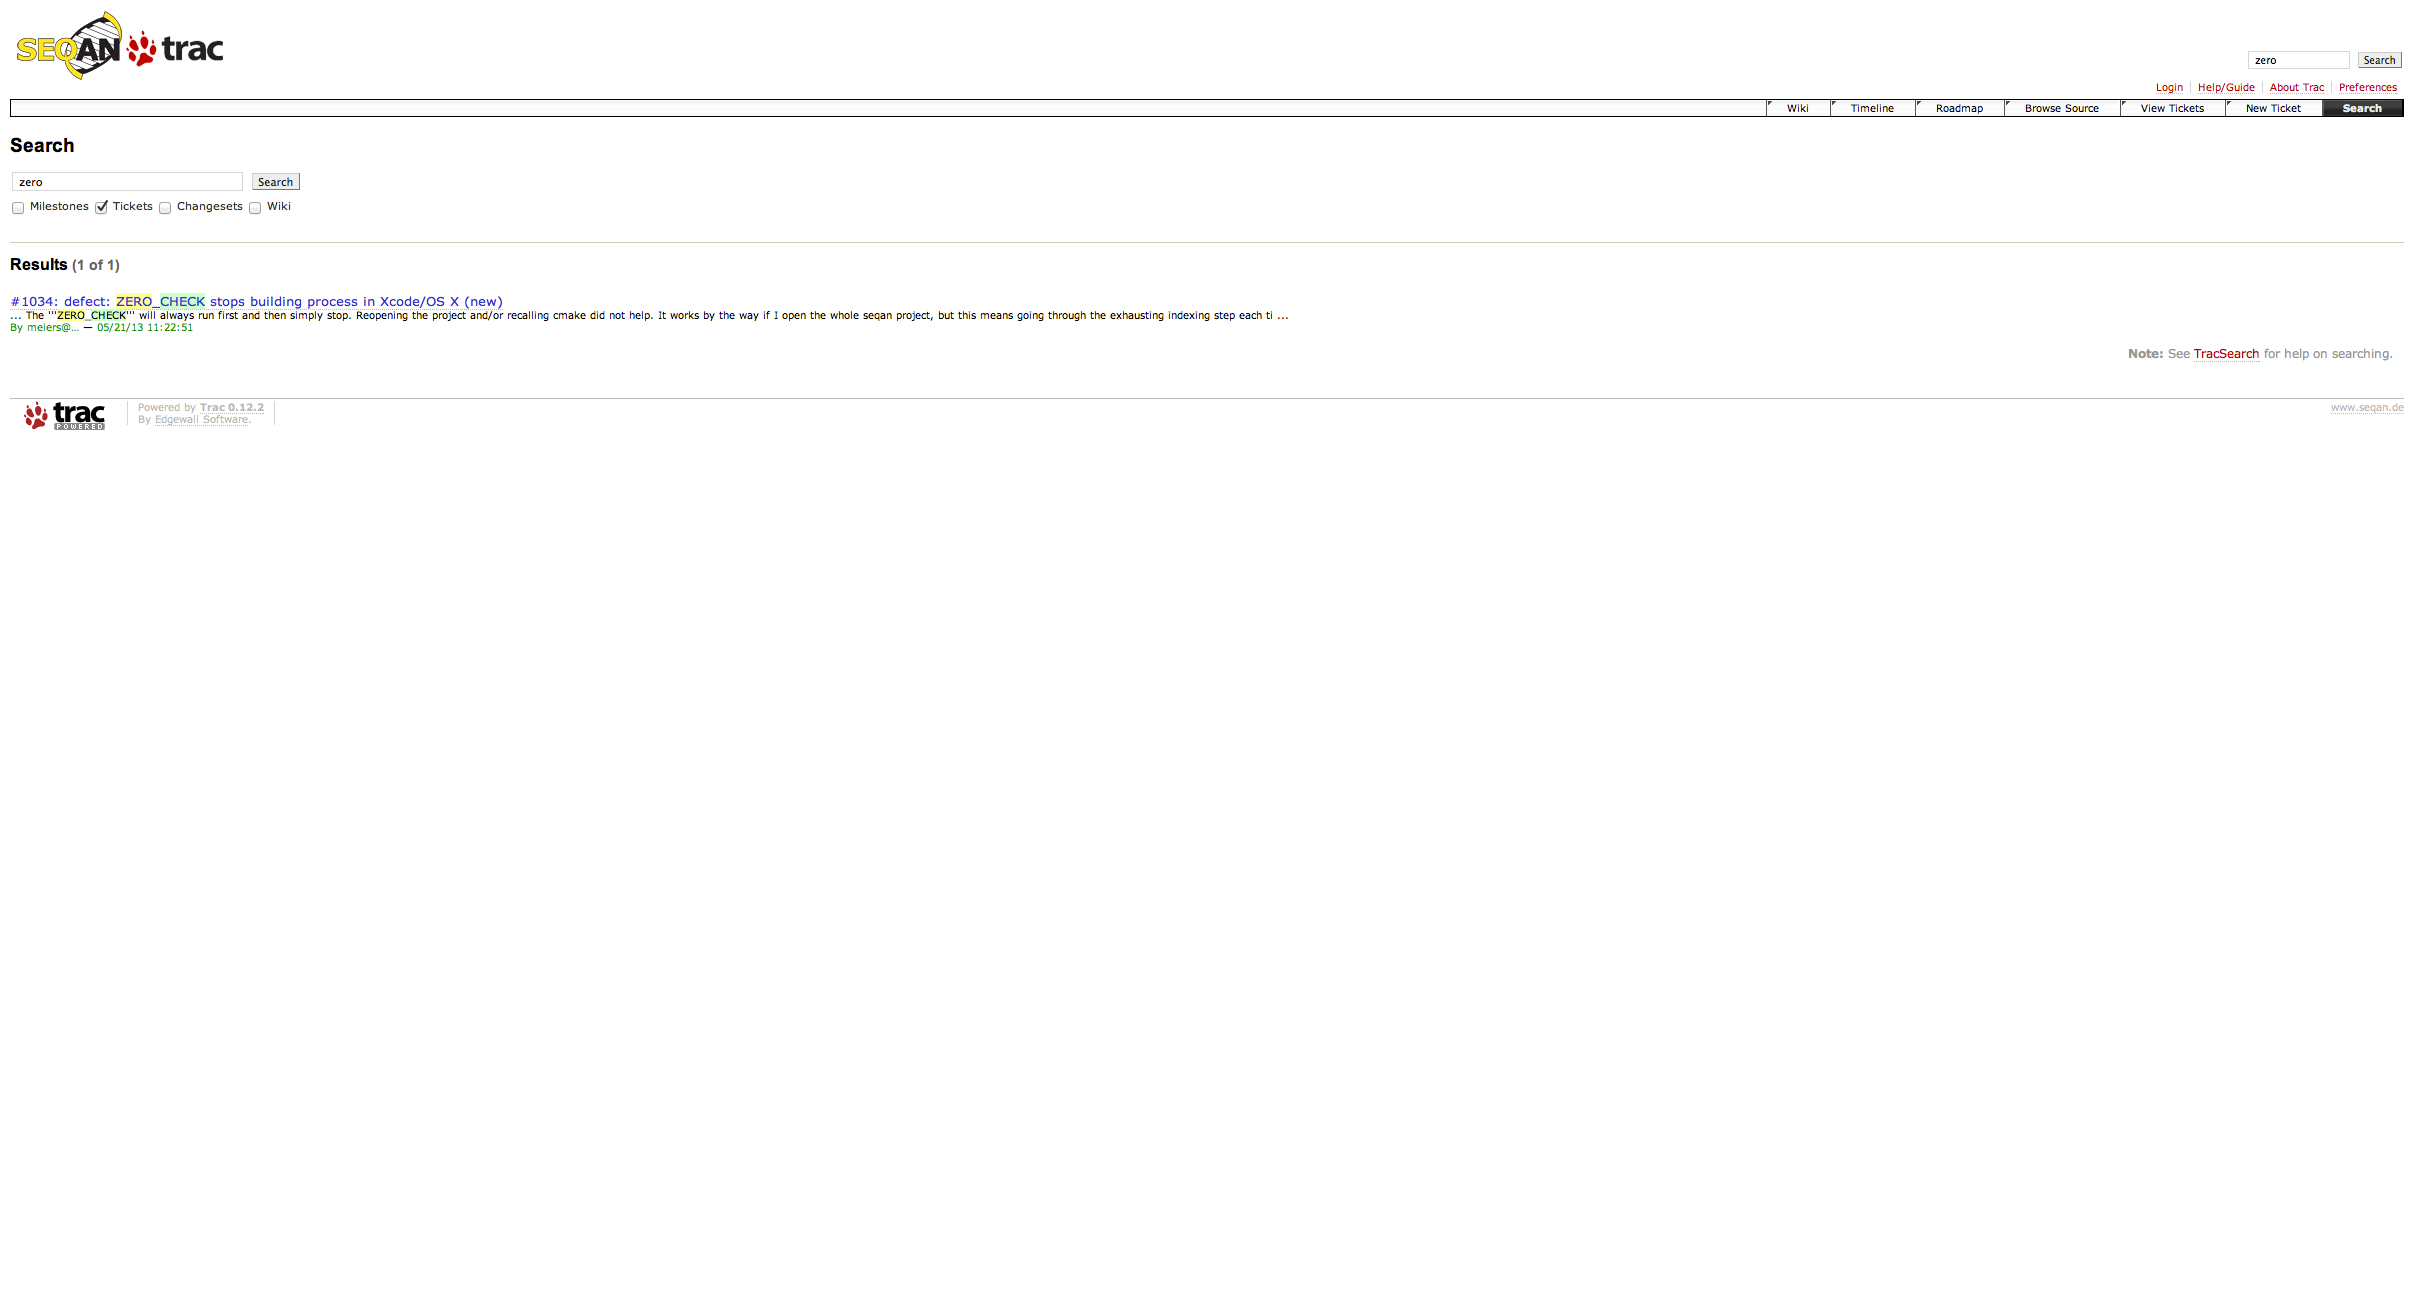 SEQAN trac
zero Search
Login Help/Guide About Trac Preferences
Wiki Timeline Roadmap Browse Source View Tickets New Ticket Search
Search
zero Search
Milestones Tickets Changesets Wiki
Results (1 of 1)
#1034: defect: ZERO_CHECK stops building process in Xcode/OS X (new)
... The '''ZERO_CHECK''' will always run first and then simply stop. Reopening the project and/or recalling cmake did not help. It works by the way if I open the whole seqan project, but this means going through the exhausting indexing step each ti ...
By meiers@… — 05/21/13 11:22:51
Note: See TracSearch for help on searching.
trac POWERED
Powered by Trac 0.12.2
By Edgewall Software.
www.seqan.de